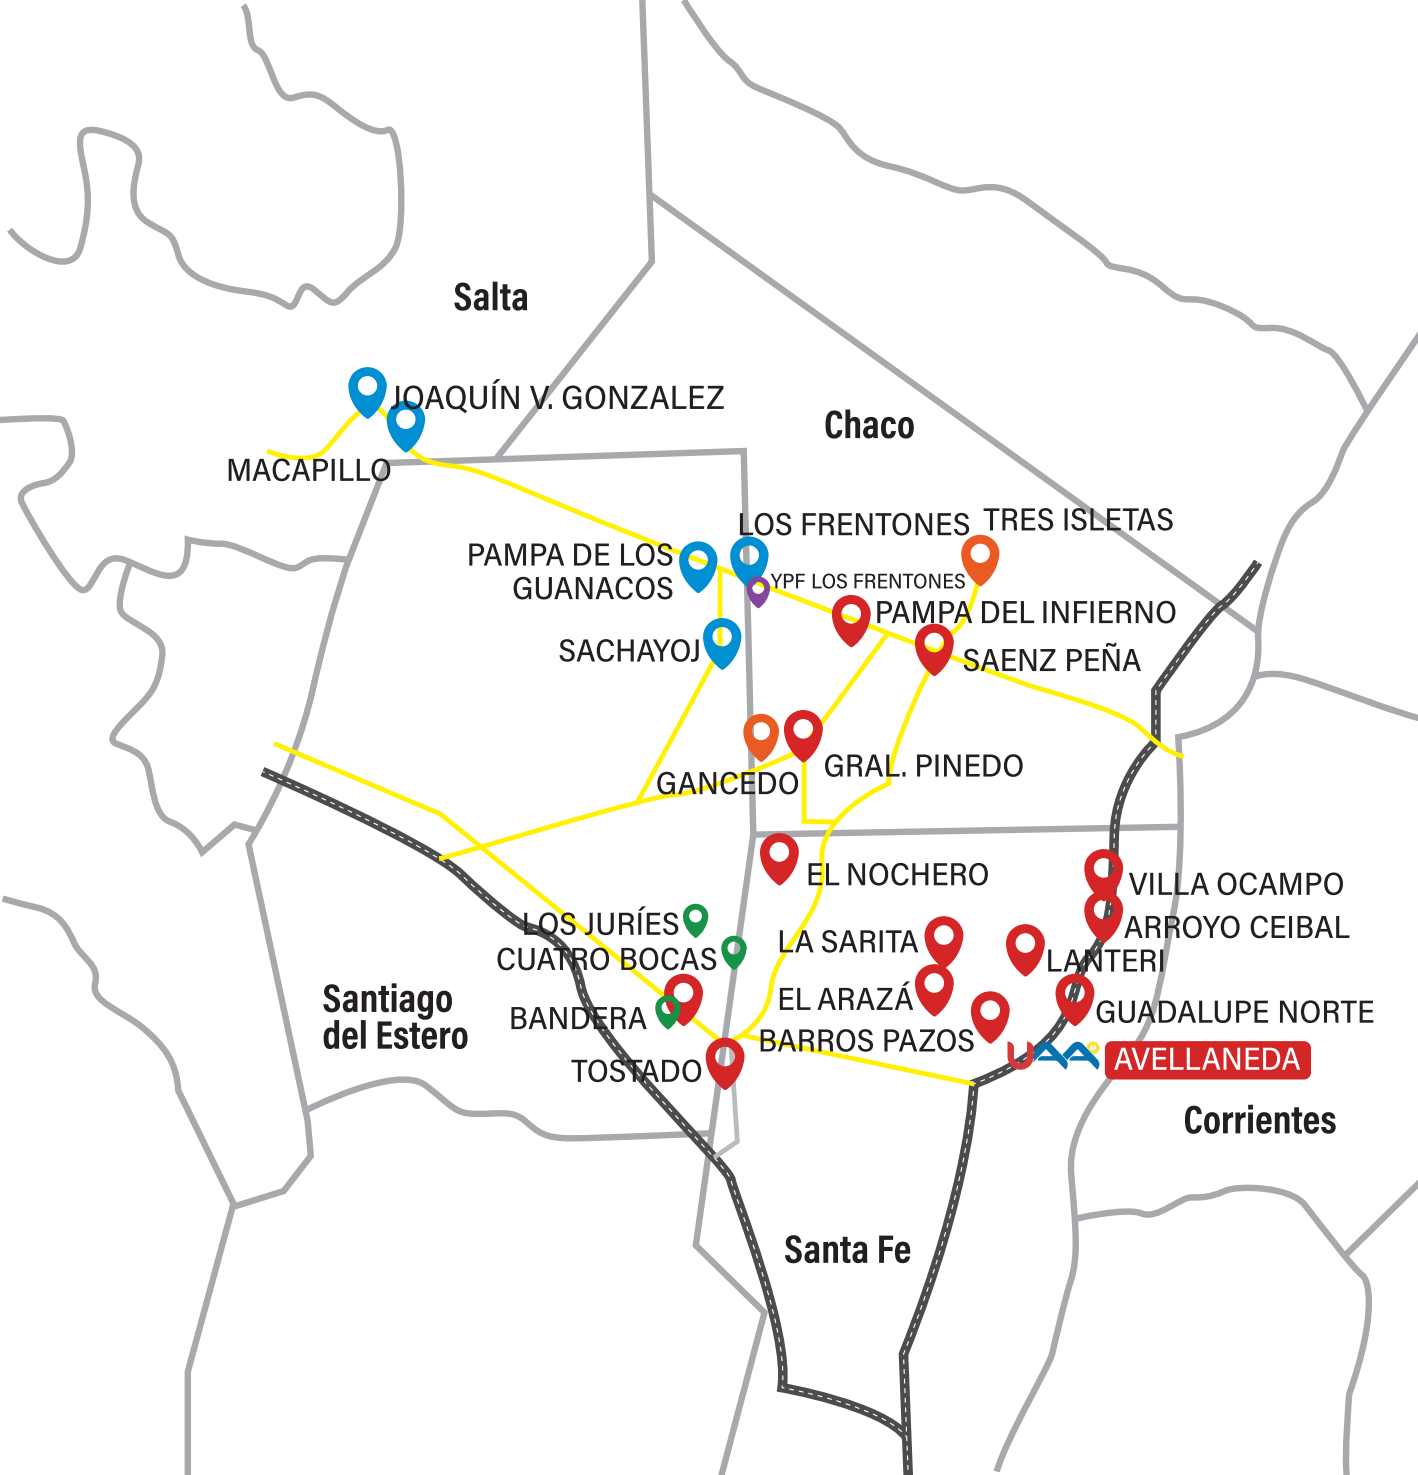 Salta
JOAQUÍN V. GONZALEZ
Chaco
MACAPILLO
LOS FRENTONES
TRES ISLETAS
PAMPA DE LOS
GUANACOS
YPF LOS FRENTONES
PAMPA DEL INFIERNO
SACHAYOJ
SAENZ PEÑA
GANCEDO
GRAL. PINEDO
EL NOCHERO
VILLA OCAMPO
LOS JURÍES
ARROYO CEIBAL
CUATRO BOCAS
LA SARITA
LANTERI
Santiago
del Estero
EL ARAZÁ
BANDERA
GUADALUPE NORTE
BARROS PAZOS
TOSTADO
UAA
AVELLANEDA
Corrientes
Santa Fe